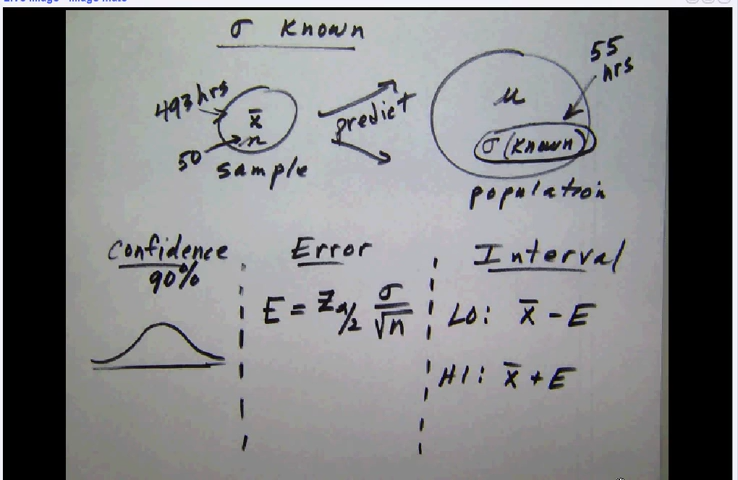 σ Known
55 hrs
493 hrs
x̄
n
50
sample
predict
μ
σ (Known)
population
Confidence
90%
Error
E = Zα/2 σ/√n
Interval
LO: x̄ - E
HI: x̄ + E